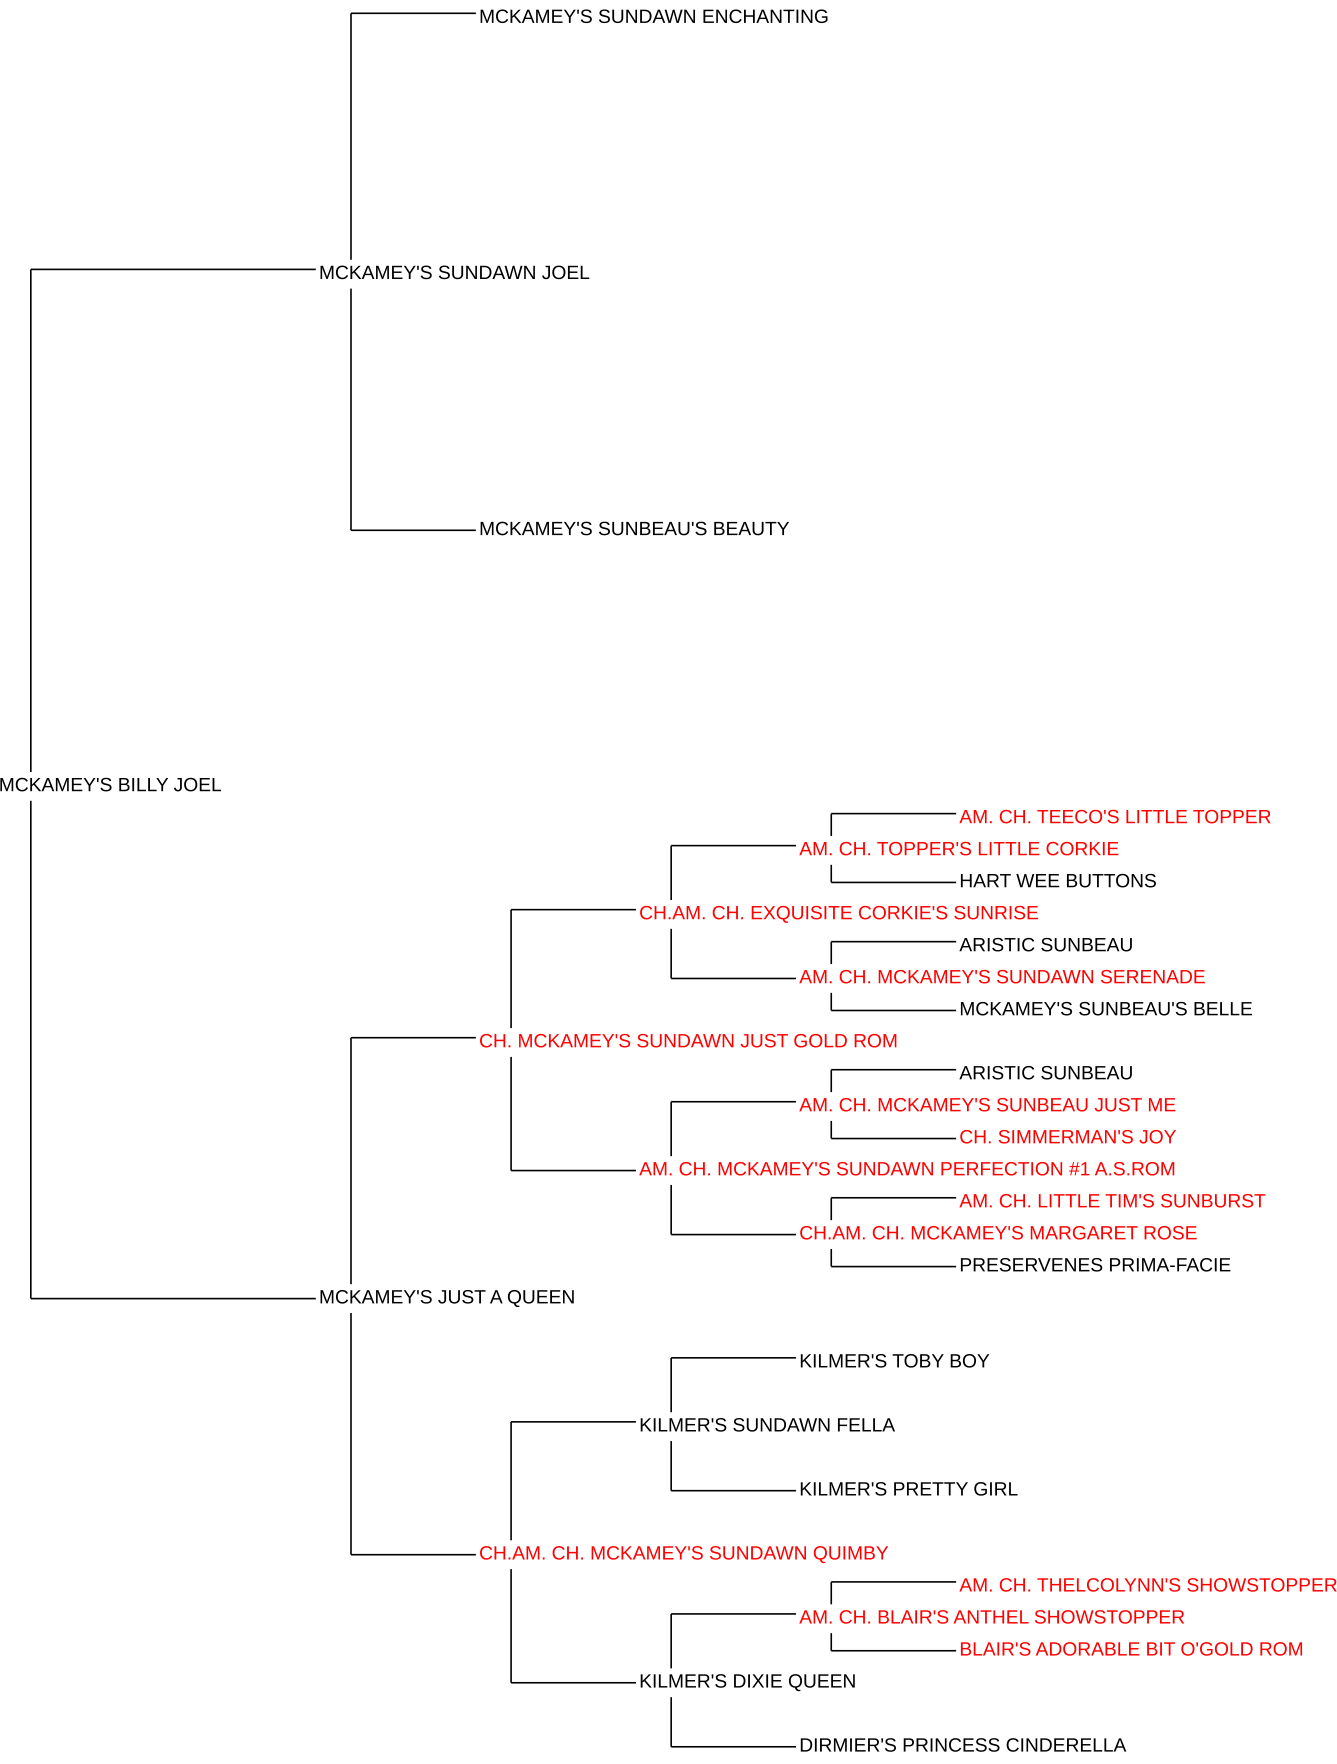 MCKAMEY'S SUNDAWN ENCHANTING
MCKAMEY'S SUNDAWN JOEL
MCKAMEY'S SUNBEAU'S BEAUTY
MCKAMEY'S BILLY JOEL
AM. CH. TEECO'S LITTLE TOPPER
AM. CH. TOPPER'S LITTLE CORKIE
HART WEE BUTTONS
CH.AM. CH. EXQUISITE CORKIE'S SUNRISE
ARISTIC SUNBEAU
AM. CH. MCKAMEY'S SUNDAWN SERENADE
MCKAMEY'S SUNBEAU'S BELLE
CH. MCKAMEY'S SUNDAWN JUST GOLD ROM
ARISTIC SUNBEAU
AM. CH. MCKAMEY'S SUNBEAU JUST ME
CH. SIMMERMAN'S JOY
AM. CH. MCKAMEY'S SUNDAWN PERFECTION #1 A.S.ROM
AM. CH. LITTLE TIM'S SUNBURST
CH.AM. CH. MCKAMEY'S MARGARET ROSE
PRESERVENES PRIMA-FACIE
MCKAMEY'S JUST A QUEEN
KILMER'S TOBY BOY
KILMER'S SUNDAWN FELLA
KILMER'S PRETTY GIRL
CH.AM. CH. MCKAMEY'S SUNDAWN QUIMBY
AM. CH. THELCOLYNN'S SHOWSTOPPER
AM. CH. BLAIR'S ANTHEL SHOWSTOPPER
BLAIR'S ADORABLE BIT O'GOLD ROM
KILMER'S DIXIE QUEEN
DIRMIER'S PRINCESS CINDERELLA